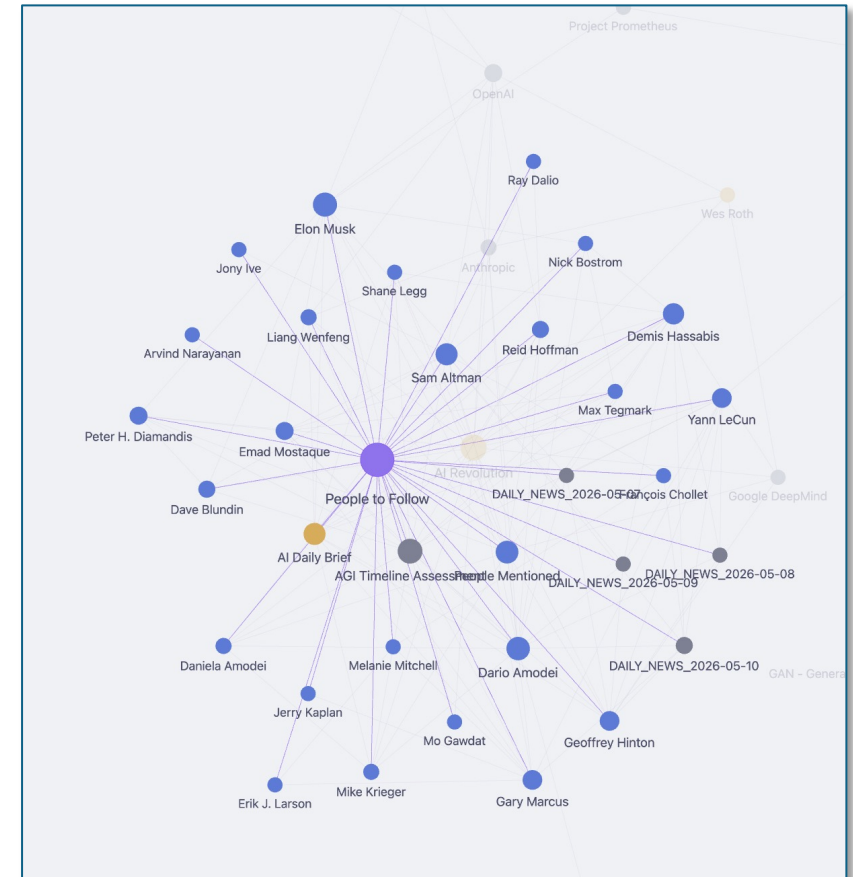 Project Prometheus
OpenAI
Ray Dalio
Wes Roth
Elon Musk
Nick Bostrom
Jony Ive
Anthropic
Shane Legg
Liang Wenfeng
Demis Hassabis
Arvind Narayanan
Reid Hoffman
Sam Altman
Max Tegmark
Yann LeCun
Peter H. Diamandis
Emad Mostaque
AI Revolution
People to Follow
DAILY_NEWS_2026-05-07
François Chollet
Google DeepMind
Dave Blundin
AI Daily Brief
AGI Timeline Assessment
People Mentioned
DAILY_NEWS_2026-05-09
DAILY_NEWS_2026-05-08
Daniela Amodei
Melanie Mitchell
Dario Amodei
DAILY_NEWS_2026-05-10
GAN - Genera
Jerry Kaplan
Mo Gawdat
Geoffrey Hinton
Erik J. Larson
Mike Krieger
Gary Marcus